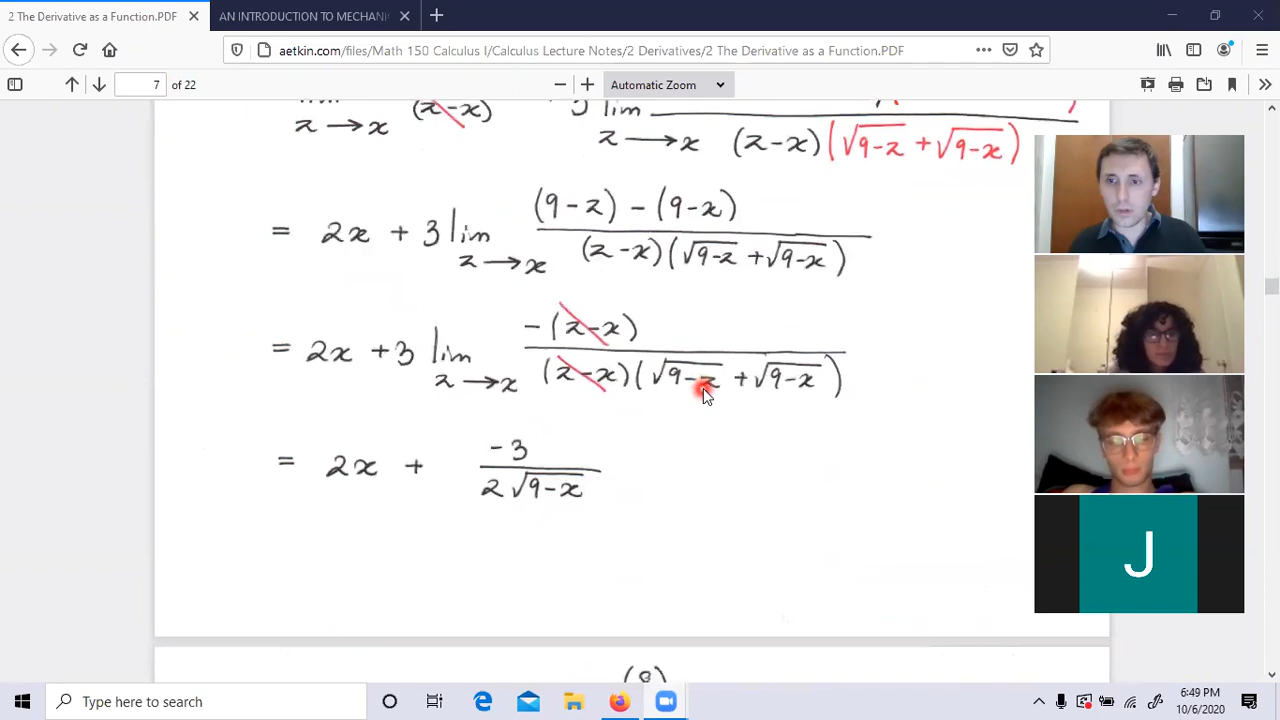 2 The Derivative as a Function.PDF × AN INTRODUCTION TO MECHANI × +
aetkin.com/files/Math 150 Calculus I/Calculus Lecture Notes/2 Derivatives/2 The Derivative as a Function.PDF
7 of 22 − + Automatic Zoom
lim z→x (z-x) 3 lim z→x (z-x)(√9-z + √9-x)
= 2x + 3 lim z→x (9-z) - (9-x) / (z-x)(√9-z + √9-x)
= 2x + 3 lim z→x -(z-x) / (z-x)(√9-z + √9-x)
= 2x + -3 / 2√9-x
(8)
J
Type here to search
6:49 PM
10/6/2020